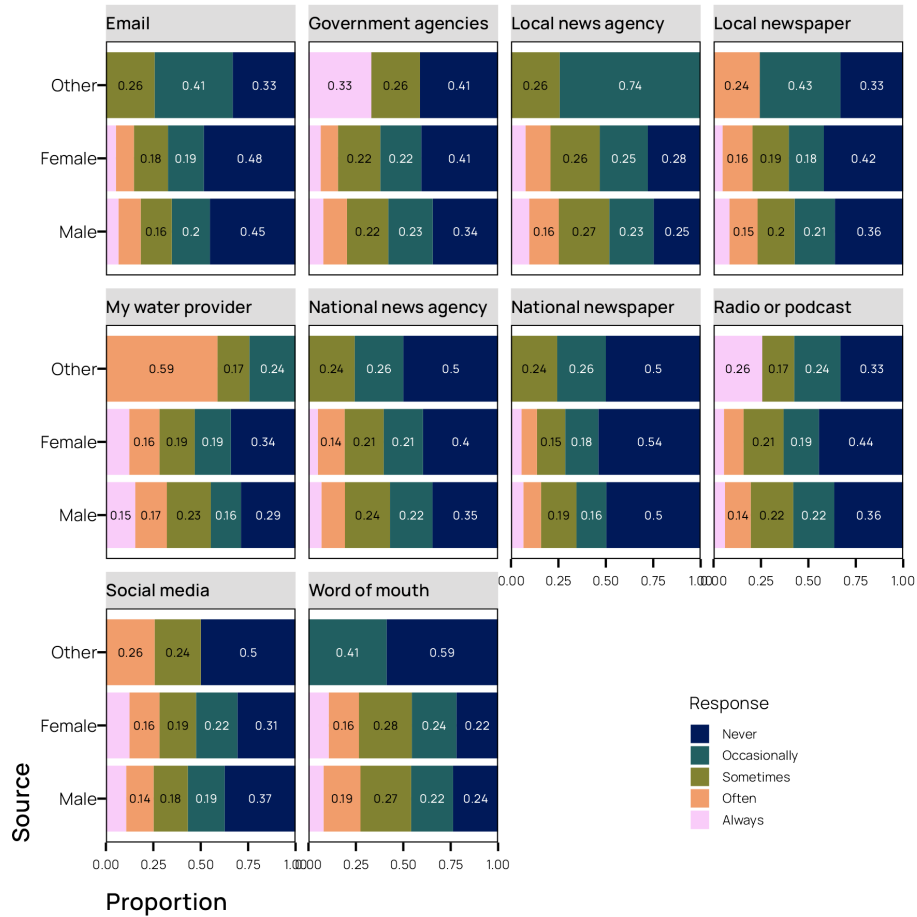 Email Government agencies Local news agency Local newspaper
Other 0.26 0.41 0.33 0.33 0.26 0.41 0.26 0.74 0.24 0.43 0.33
Female 0.18 0.19 0.48 0.22 0.22 0.41 0.26 0.25 0.28 0.16 0.19 0.18 0.42
Male 0.16 0.2 0.45 0.22 0.23 0.34 0.16 0.27 0.23 0.25 0.15 0.2 0.21 0.36
My water provider National news agency National newspaper Radio or podcast
Other 0.59 0.17 0.24 0.24 0.26 0.5 0.24 0.26 0.5 0.26 0.17 0.24 0.33
Female 0.16 0.19 0.19 0.34 0.14 0.21 0.21 0.4 0.15 0.18 0.54 0.21 0.19 0.44
Male 0.15 0.17 0.23 0.16 0.29 0.24 0.22 0.35 0.19 0.16 0.5 0.14 0.22 0.22 0.36
0.00 0.25 0.50 0.75 1.00 0.00 0.25 0.50 0.75 1.00
Social media Word of mouth
Other 0.26 0.24 0.5 0.41 0.59
Female 0.16 0.19 0.22 0.31 0.16 0.28 0.24 0.22
Male 0.14 0.18 0.19 0.37 0.19 0.27 0.22 0.24
0.00 0.25 0.50 0.75 1.00 0.00 0.25 0.50 0.75 1.00
Source
Proportion
Response
Never
Occasionally
Sometimes
Often
Always